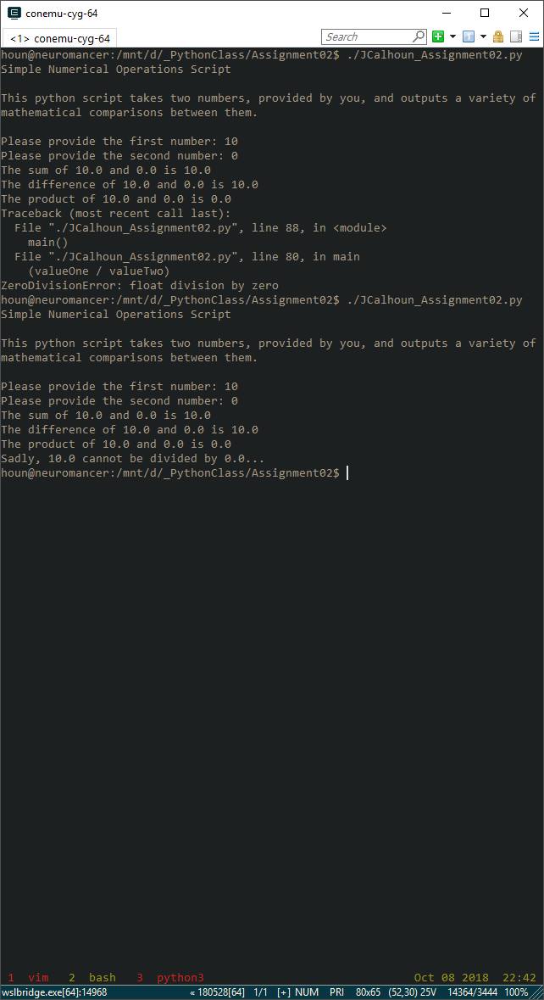 conemu-cyg-64
<1> conemu-cyg-64
Search
houn@neuromancer:/mnt/d/_PythonClass/Assignment02$ ./JCalhoun_Assignment02.py
Simple Numerical Operations Script
This python script takes two numbers, provided by you, and outputs a variety of
mathematical comparisons between them.
Please provide the first number: 10
Please provide the second number: 0
The sum of 10.0 and 0.0 is 10.0
The difference of 10.0 and 0.0 is 10.0
The product of 10.0 and 0.0 is 0.0
Traceback (most recent call last):
  File "./JCalhoun_Assignment02.py", line 88, in <module>
    main()
  File "./JCalhoun_Assignment02.py", line 80, in main
    (valueOne / valueTwo)
ZeroDivisionError: float division by zero
houn@neuromancer:/mnt/d/_PythonClass/Assignment02$ ./JCalhoun_Assignment02.py
Simple Numerical Operations Script
This python script takes two numbers, provided by you, and outputs a variety of
mathematical comparisons between them.
Please provide the first number: 10
Please provide the second number: 0
The sum of 10.0 and 0.0 is 10.0
The difference of 10.0 and 0.0 is 10.0
The product of 10.0 and 0.0 is 0.0
Sadly, 10.0 cannot be divided by 0.0...
houn@neuromancer:/mnt/d/_PythonClass/Assignment02$
1 vim 2 bash 3 python3 Oct 08 2018 22:42
wslbridge.exe[64]:14968 « 180528[64] 1/1 [+] NUM PRI 80x65 (52,30) 25V 14364/3444 100%